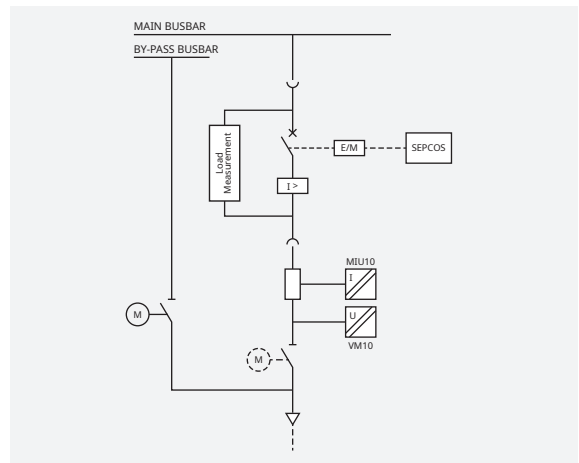 MAIN BUSBAR
BY-PASS BUSBAR
Load
Measurement
E/M
SEPCOS
I >
MIU10
I
U
VM10
M
M